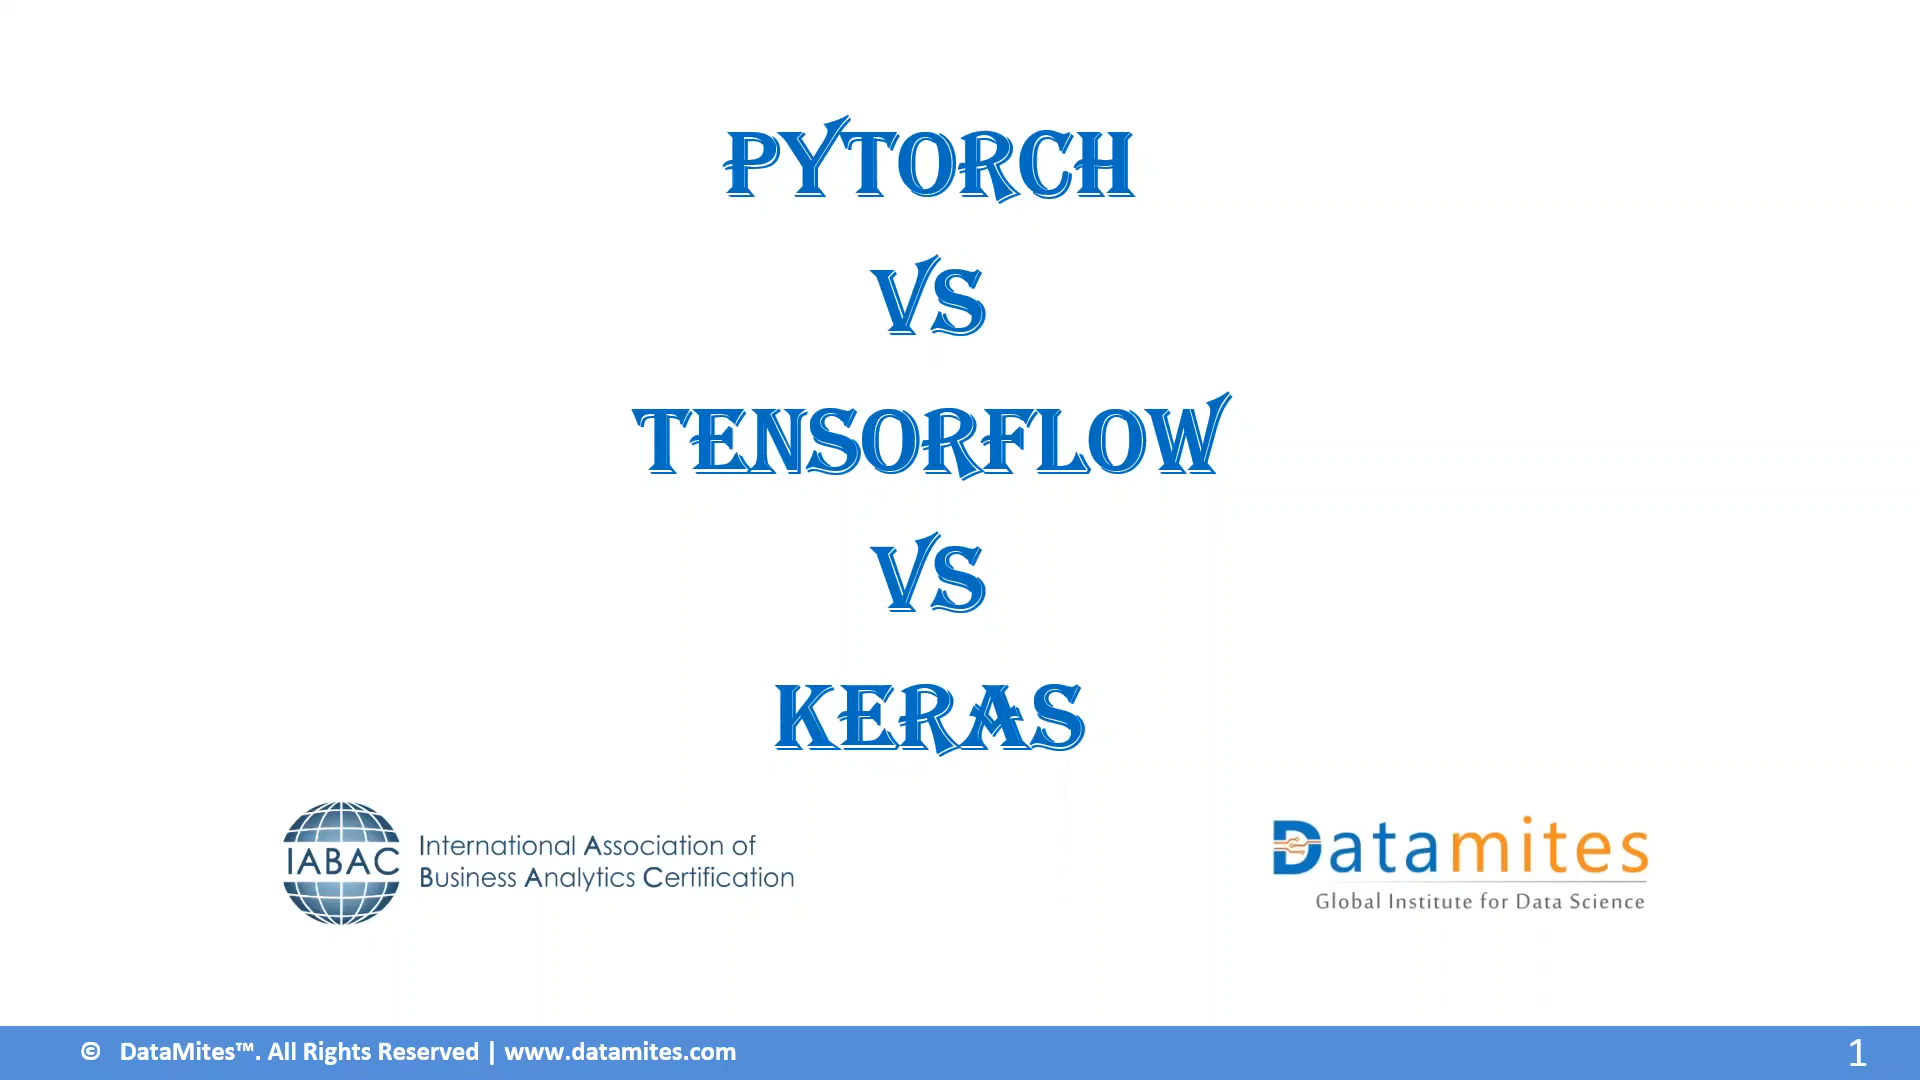 PYTORCH
VS
TENSORFLOW
VS
KERAS
IABAC
International Association of
Business Analytics Certification
Datamites
Global Institute for Data Science
© DataMites™. All Rights Reserved | www.datamites.com
1